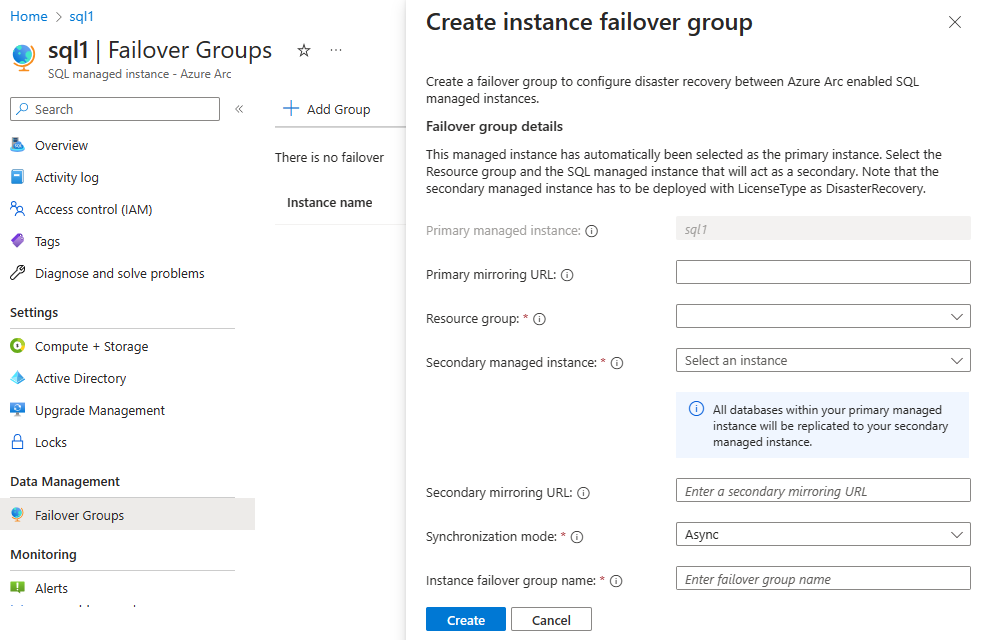 Home > sql1
sql1 | Failover Groups
SQL managed instance - Azure Arc
Search
Overview
Activity log
Access control (IAM)
Tags
Diagnose and solve problems
Settings
Compute + Storage
Active Directory
Upgrade Management
Locks
Data Management
Failover Groups
Monitoring
Alerts
Add Group
There is no failover
Instance name
Create instance failover group
Create a failover group to configure disaster recovery between Azure Arc enabled SQL
managed instances.
Failover group details
This managed instance has automatically been selected as the primary instance. Select the
Resource group and the SQL managed instance that will act as a secondary. Note that the
secondary managed instance has to be deployed with LicenseType as DisasterRecovery.
Primary managed instance:
sql1
Primary mirroring URL:
Resource group: *
Secondary managed instance: *
Select an instance
All databases within your primary managed
instance will be replicated to your secondary
managed instance.
Secondary mirroring URL:
Enter a secondary mirroring URL
Synchronization mode: *
Async
Instance failover group name: *
Enter failover group name
Create
Cancel